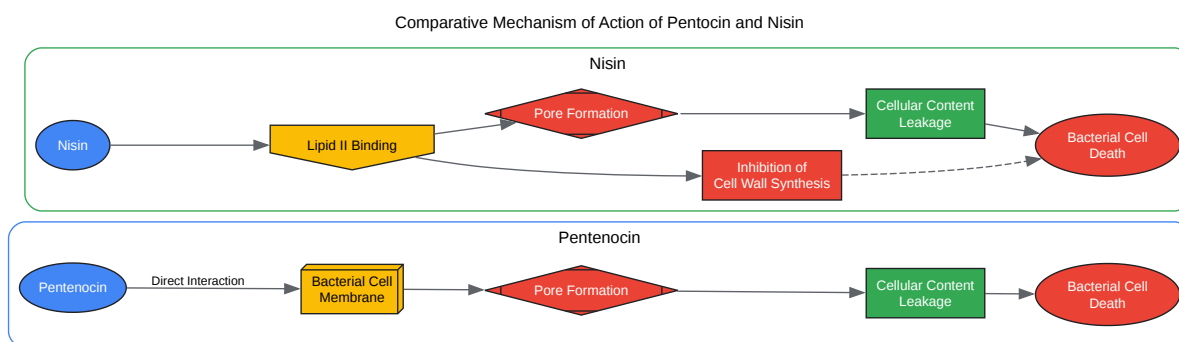 Comparative Mechanism of Action of Pentocin and Nisin
Nisin
Nisin
Lipid II Binding
Pore Formation
Cellular Content
Leakage
Inhibition of
Cell Wall Synthesis
Bacterial Cell
Death
Pentenocin
Pentenocin
Direct Interaction
Bacterial Cell
Membrane
Pore Formation
Cellular Content
Leakage
Bacterial Cell
Death